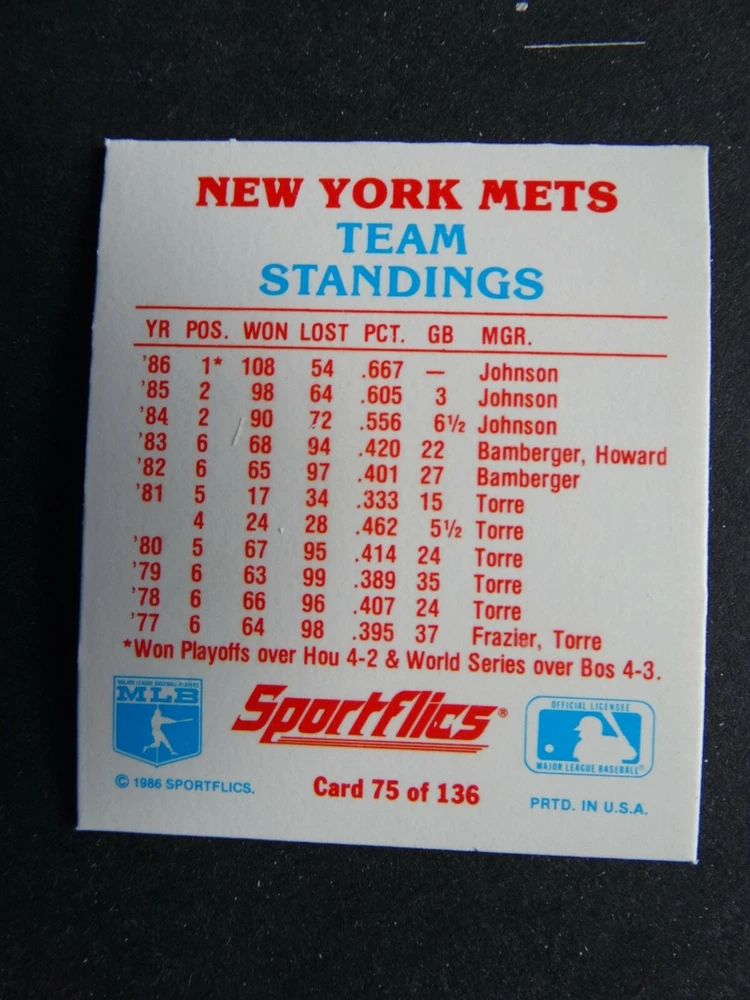 NEW YORK METS
TEAM
STANDINGS
YR POS. WON LOST PCT. GB MGR.
'86 1* 108 54 .667 — Johnson
'85 2 98 64 .605 3 Johnson
'84 2 90 72 .556 6½ Johnson
'83 6 68 94 .420 22 Bamberger, Howard
'82 6 65 97 .401 27 Bamberger
'81 5 17 34 .333 15 Torre
4 24 28 .462 5½ Torre
'80 5 67 95 .414 24 Torre
'79 6 63 99 .389 35 Torre
'78 6 66 96 .407 24 Torre
'77 6 64 98 .395 37 Frazier, Torre
*Won Playoffs over Hou 4-2 & World Series over Bos 4-3.
MAJOR LEAGUE BASEBALL PLAYERS
MLB
Sportflics®
OFFICIAL LICENSEE
MAJOR LEAGUE BASEBALL®
© 1986 SPORTFLICS.
Card 75 of 136
PRTD. IN U.S.A.